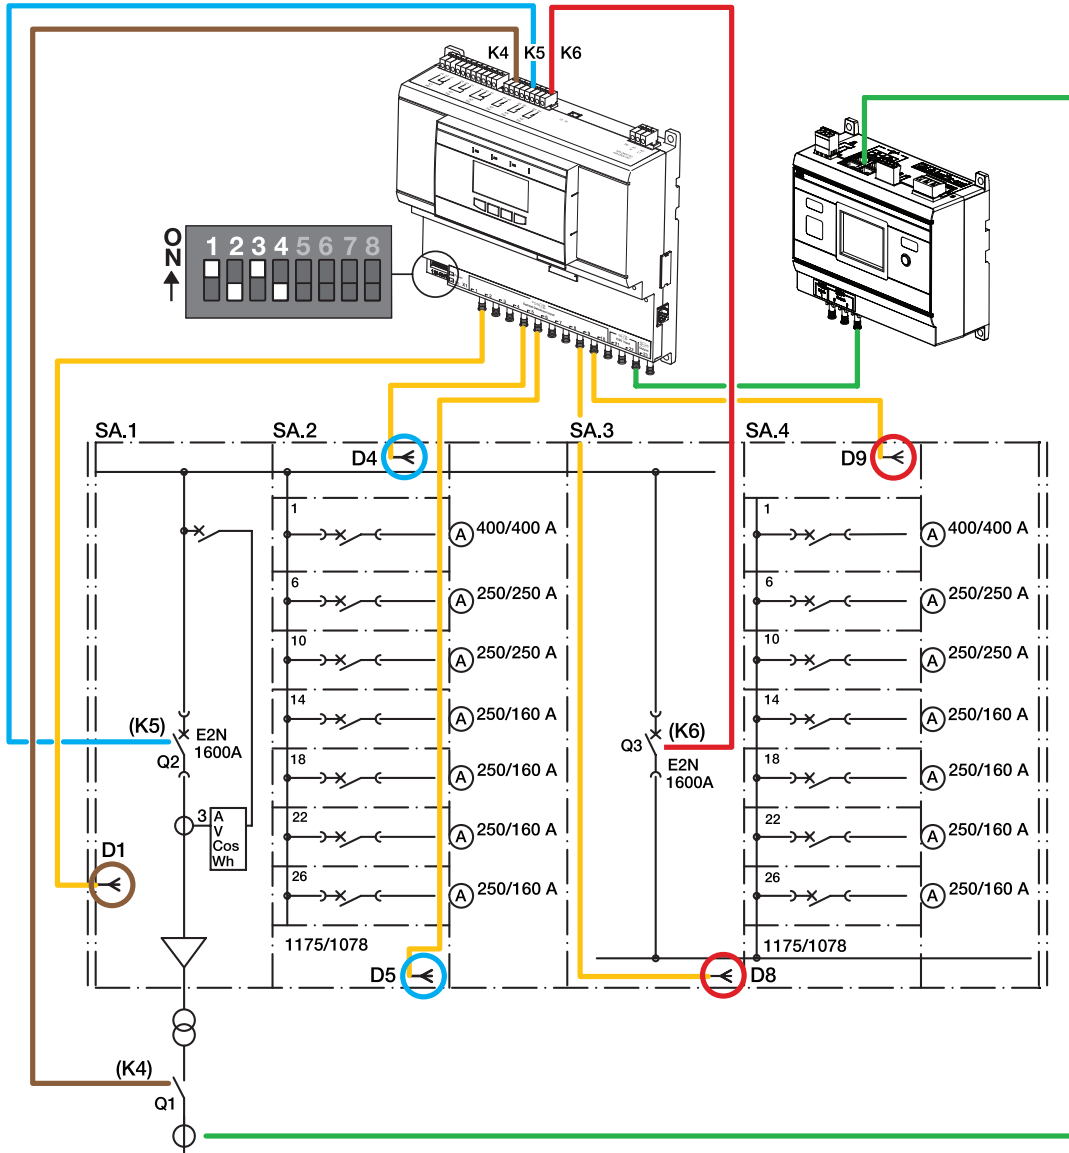 K4 K5 K6
ON
1 2 3 4 5 6 7 8
SA.1
SA.2
SA.3
SA.4
D4
D9
1
400/400 A
A
6
250/250 A
A
10
250/250 A
A
14
250/160 A
A
18
250/160 A
A
22
250/160 A
A
26
250/160 A
A
1175/1078
1
400/400 A
A
6
250/250 A
A
10
250/250 A
A
14
250/160 A
A
18
250/160 A
A
22
250/160 A
A
26
250/160 A
A
1175/1078
(K5)
E2N
1600A
Q2
(K6)
Q3
E2N
1600A
3
A
V
Cos
Wh
D1
D5
D8
(K4)
Q1